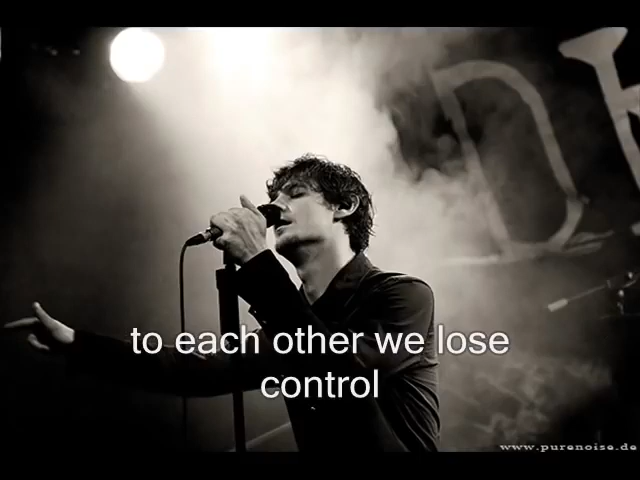 D
to each other we lose
control
www.purenoise.de